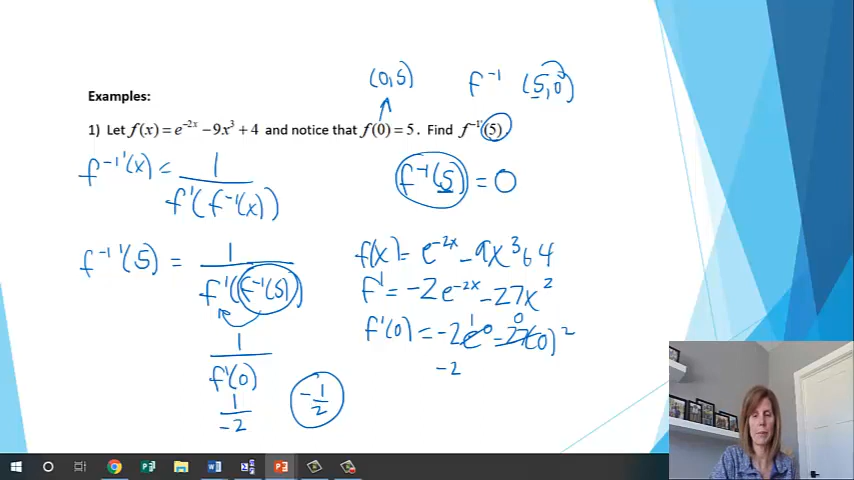 (0,5)
f⁻¹ (5,0)
Examples:
1) Let f(x) = e⁻²ˣ − 9x³ + 4 and notice that f(0) = 5. Find f⁻¹′(5).
f⁻¹′(x) = 1/f′(f⁻¹(x))
f⁻¹(5) = 0
f⁻¹′(5) = 1/f′(f⁻¹(5))
f(x) = e⁻²ˣ − 9x³ + 4
f′ = −2e⁻²ˣ − 27x²
1 0
f′(0) = −2e⁰ − 27(0)²
1/f′(0)
−2
1/−2
−1/2